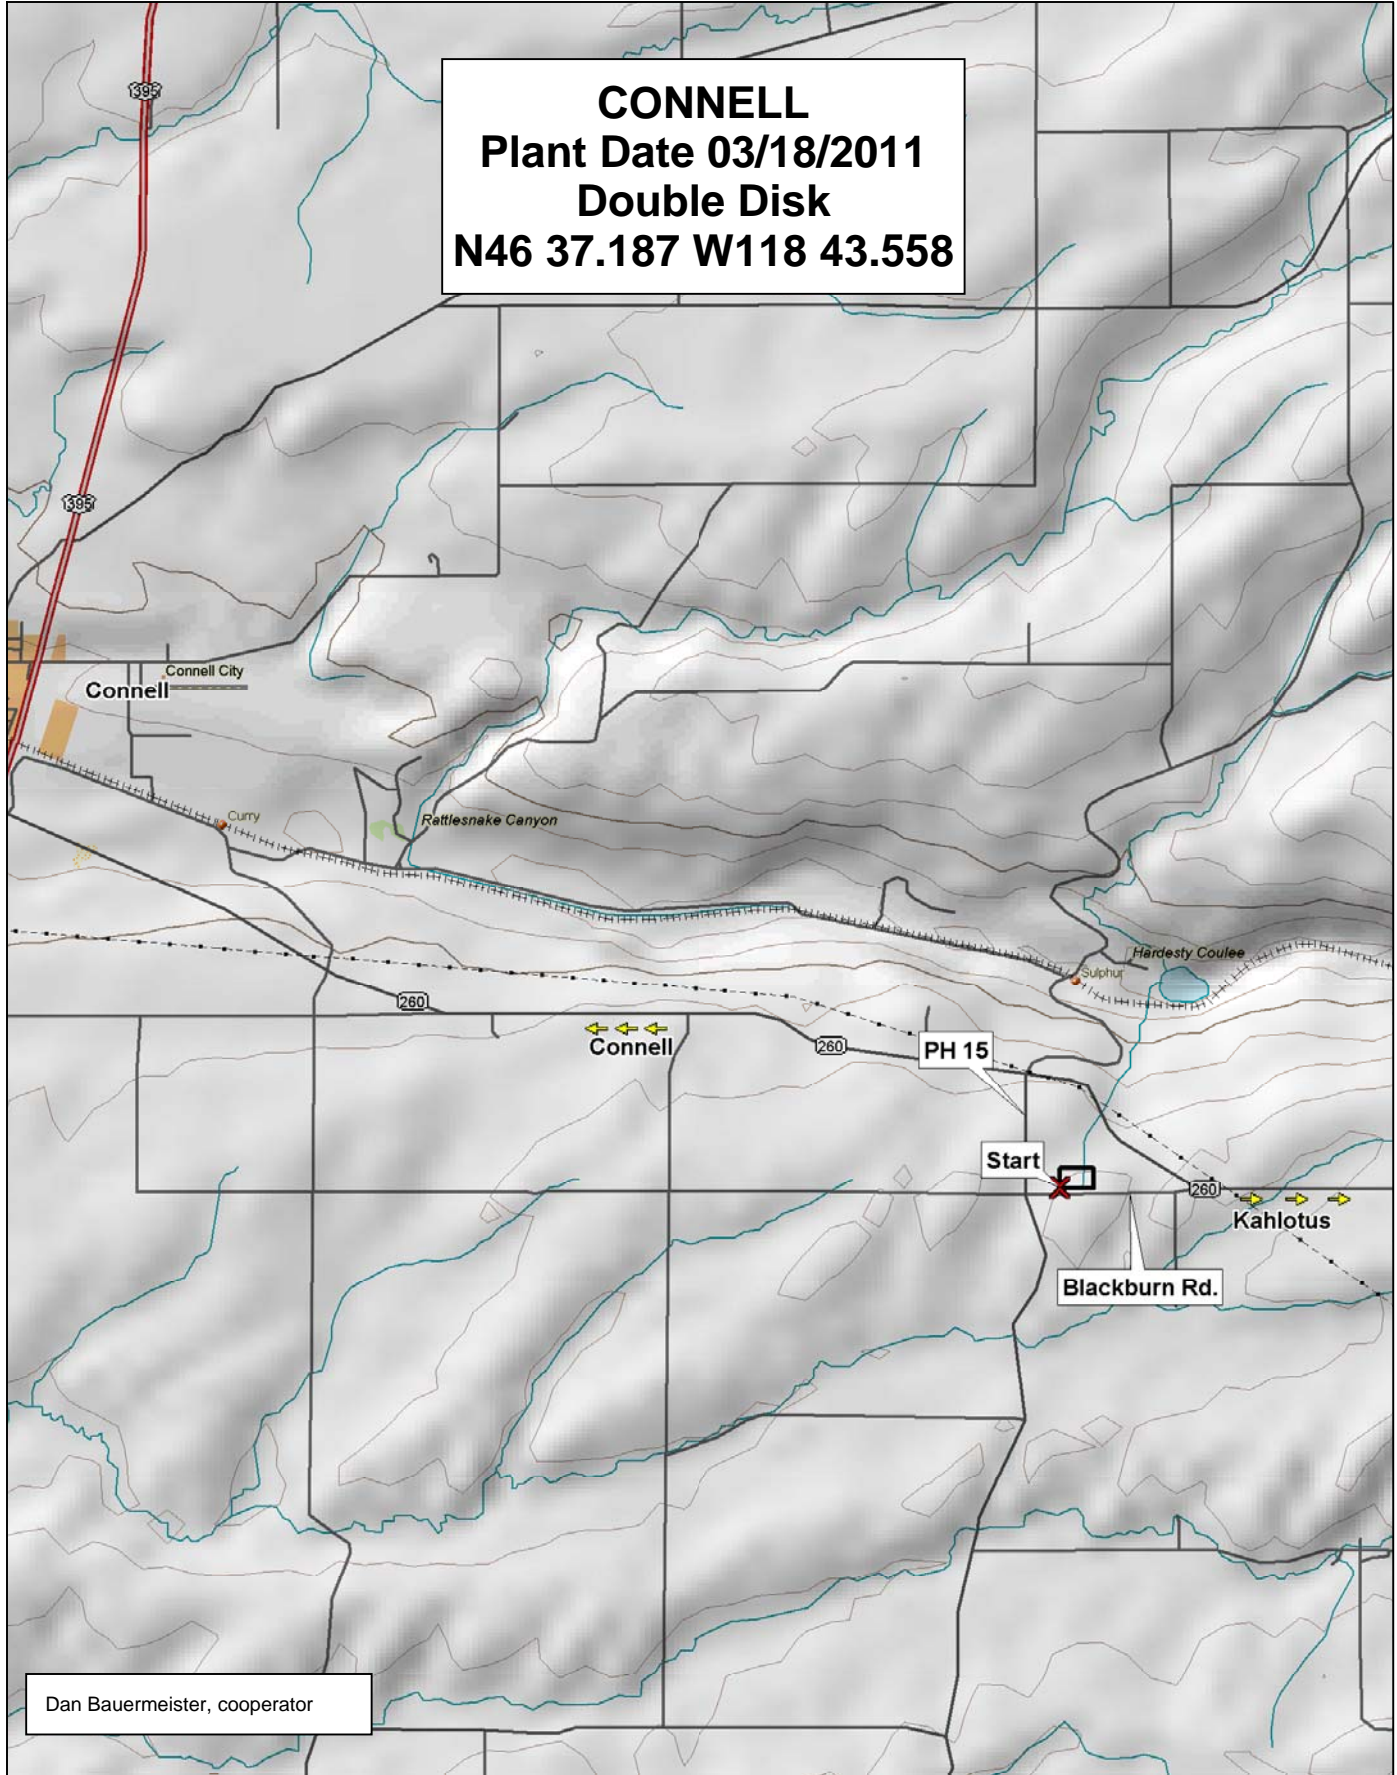 CONNELL
Plant Date 03/18/2011
Double Disk
N46 37.187 W118 43.558
395
395
Connell City
Connell
Curry
Rattlesnake Canyon
Hardesty Coulee
Sulphur
260
Connell
260
PH 15
Start
260
Kahlotus
Blackburn Rd.
Dan Bauermeister, cooperator